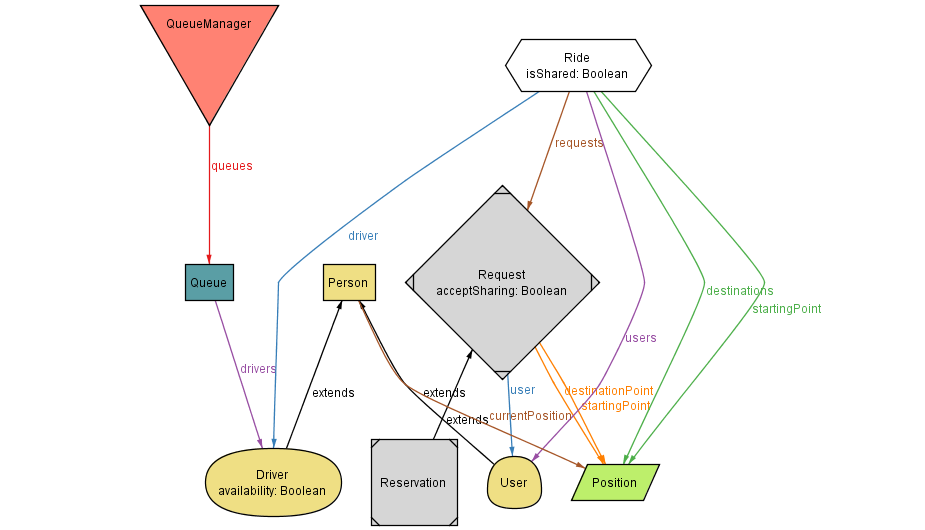 QueueManager
Ride
isShared: Boolean
requests
queues
driver
Request
acceptSharing: Boolean
Queue
Person
destinations
startingPoint
users
drivers
extends
extends
user
destinationPoint
startingPoint
currentPosition
extends
Driver
availability: Boolean
Reservation
User
Position